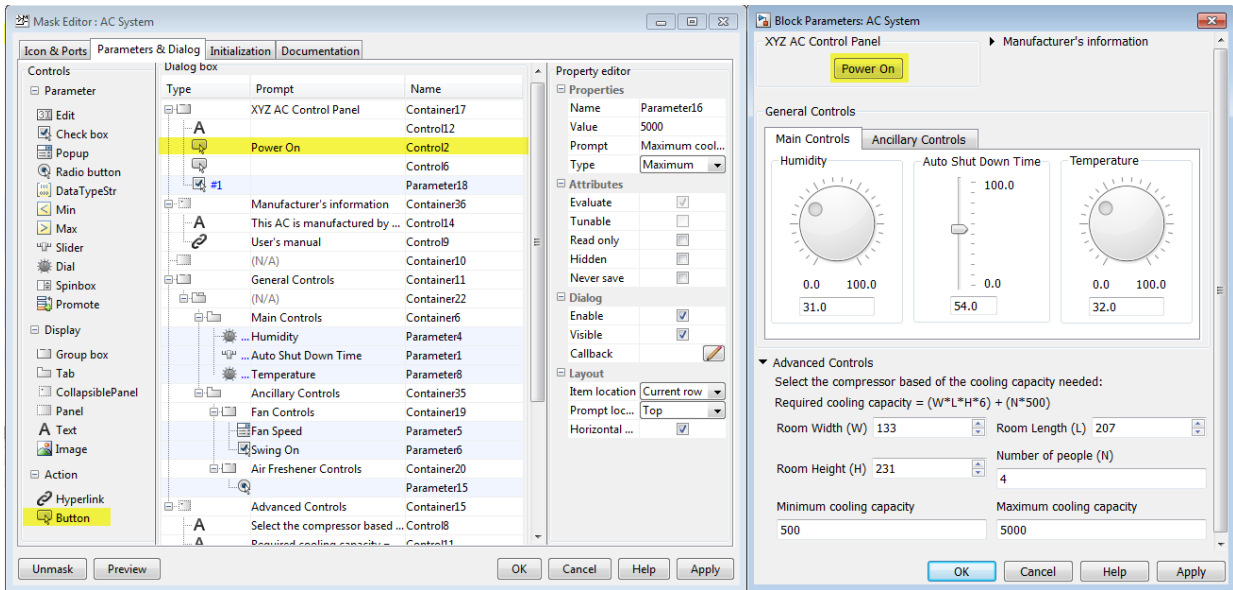 Mask Editor : AC System
Icon & Ports Parameters & Dialog Initialization Documentation
Controls
Parameter
Edit
Check box
Popup
Radio button
DataTypeStr
Min
Max
Slider
Dial
Spinbox
Promote
Display
Group box
Tab
CollapsiblePanel
Panel
A Text
Image
Action
Hyperlink
Button
Dialog box
Type Prompt Name
XYZ AC Control Panel Container17
A Control12
Power On Control2
Control6
#1 Parameter18
Manufacturer's information Container36
A This AC is manufactured by ... Control14
User's manual Control9
(N/A) Container10
General Controls Container11
(N/A) Container22
Main Controls Container6
... Humidity Parameter4
... Auto Shut Down Time Parameter1
... Temperature Parameter8
Ancillary Controls Container35
Fan Controls Container19
Fan Speed Parameter5
Swing On Parameter6
Air Freshener Controls Container20
Parameter15
Advanced Controls Container15
A Select the compressor based ... Control8
A Required cooling capacity = Control11
Property editor
Properties
Name Parameter16
Value 5000
Prompt Maximum cool...
Type Maximum
Attributes
Evaluate
Tunable
Read only
Hidden
Never save
Dialog
Enable
Visible
Callback
Layout
Item location Current row
Prompt loc... Top
Horizontal ...
Unmask Preview OK Cancel Help Apply
Block Parameters: AC System
XYZ AC Control Panel Manufacturer's information
Power On
General Controls
Main Controls Ancillary Controls
Humidity Auto Shut Down Time Temperature
100.0
0.0
0.0 100.0 0.0 100.0
31.0 54.0 32.0
Advanced Controls
Select the compressor based of the cooling capacity needed:
Required cooling capacity = (W*L*H*6) + (N*500)
Room Width (W) 133 Room Length (L) 207
Room Height (H) 231 Number of people (N)
4
Minimum cooling capacity Maximum cooling capacity
500 5000
OK Cancel Help Apply